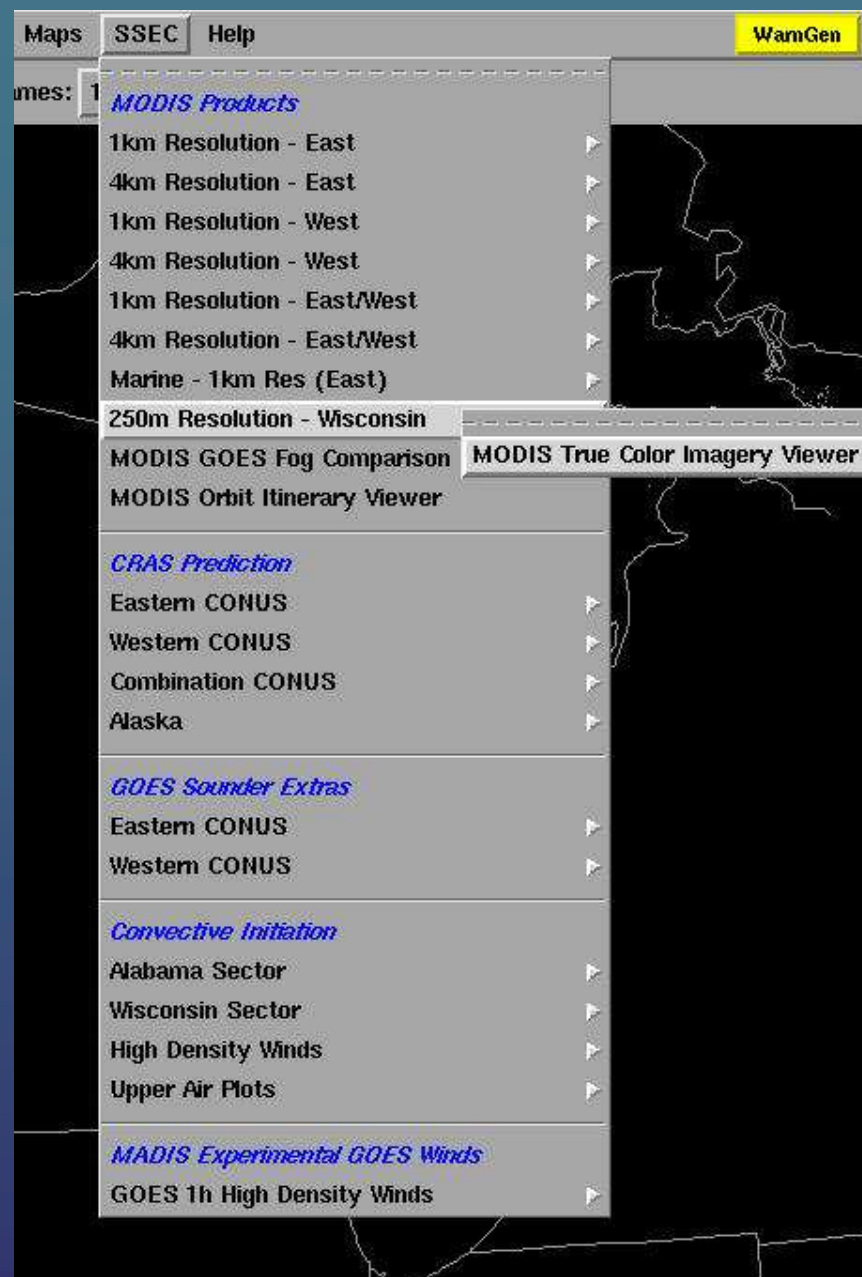 Maps SSEC Help WarnGen
mes: 1
MODIS Products
1km Resolution - East
4km Resolution - East
1km Resolution - West
4km Resolution - West
1km Resolution - East/West
4km Resolution - East/West
Marine - 1km Res (East)
250m Resolution - Wisconsin
MODIS True Color Imagery Viewer
MODIS GOES Fog Comparison
MODIS Orbit Itinerary Viewer
CRAS Prediction
Eastern CONUS
Western CONUS
Combination CONUS
Alaska
GOES Sounder Extras
Eastern CONUS
Western CONUS
Convective Initiation
Alabama Sector
Wisconsin Sector
High Density Winds
Upper Air Plots
MADIS Experimental GOES Winds
GOES 1h High Density Winds